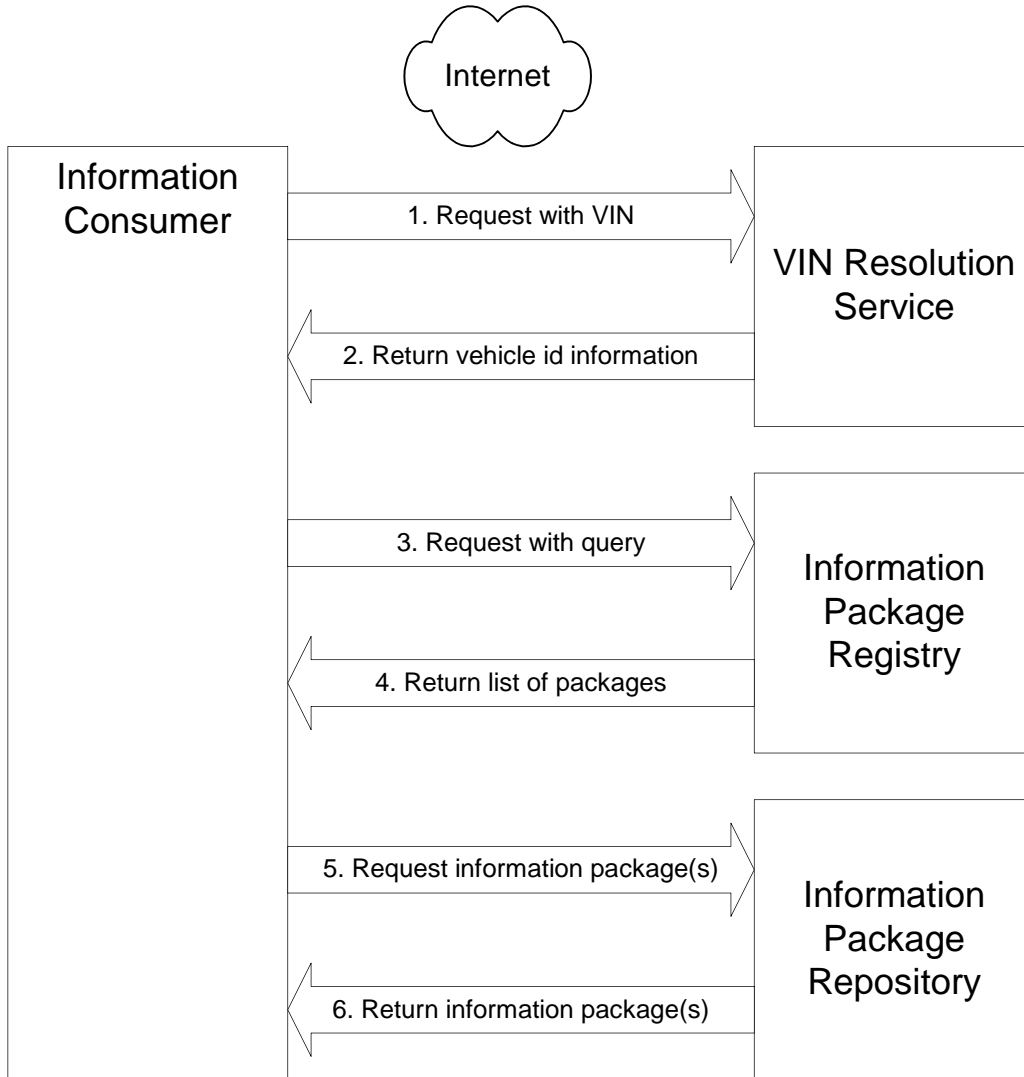 Internet
Information
Consumer
1. Request with VIN
VIN Resolution
Service
2. Return vehicle id information
3. Request with query
Information
Package
Registry
4. Return list of packages
5. Request information package(s)
Information
Package
Repository
6. Return information package(s)